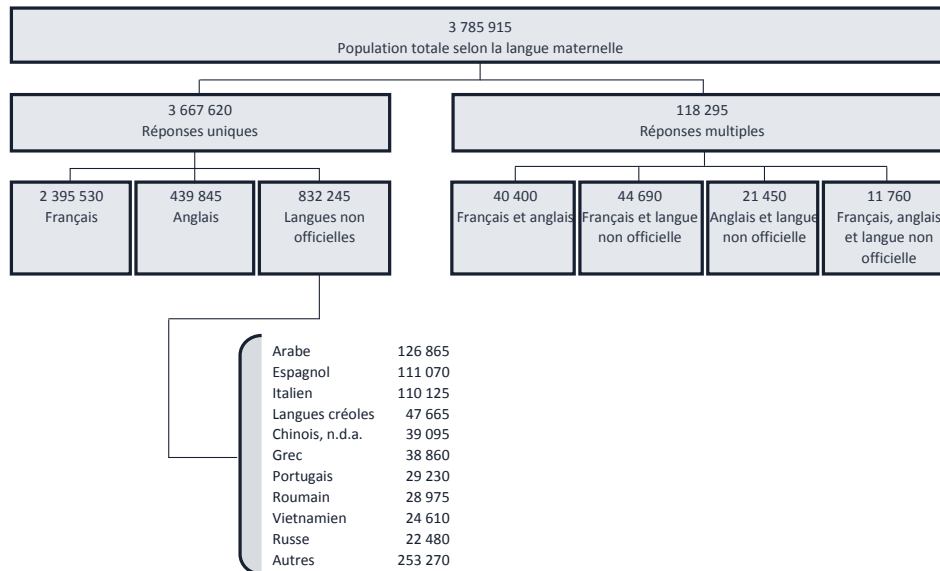 3 785 915
Population totale selon la langue maternelle
3 667 620
Réponses uniques
118 295
Réponses multiples
2 395 530
Français
439 845
Anglais
832 245
Langues non
officielles
40 400
Français et anglais
44 690
Français et langue
non officielle
21 450
Anglais et langue
non officielle
11 760
Français, anglais
et langue non
officielle
Arabe 126 865
Espagnol 111 070
Italien 110 125
Langues créoles 47 665
Chinois, n.d.a. 39 095
Grec 38 860
Portugais 29 230
Roumain 28 975
Vietnamien 24 610
Russe 22 480
Autres 253 270